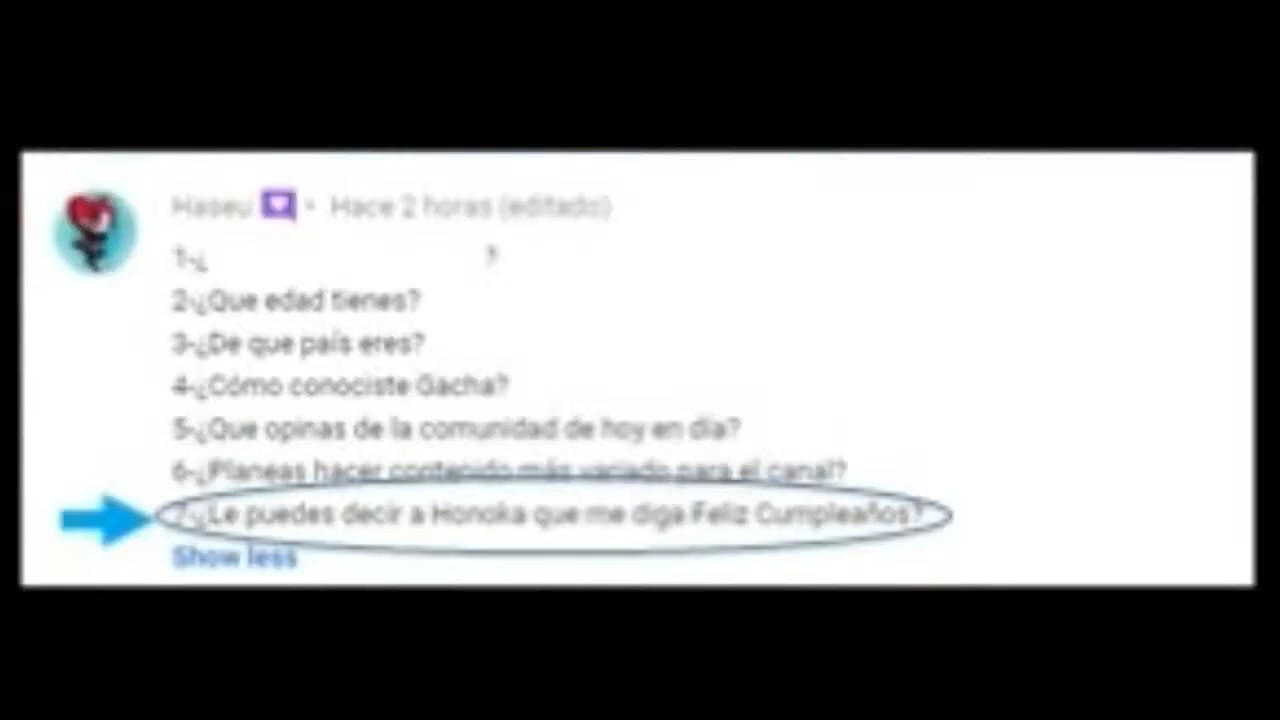 Haseu • Hace 2 horas (editado)
1-¿ ?
2-¿Que edad tienes?
3-¿De que país eres?
4-¿Cómo conociste Gacha?
5-¿Que opinas de la comunidad de hoy en día?
6-¿Planeas hacer contenido más variado para el canal?
7-¿Le puedes decir a Honoka que me diga Feliz Cumpleaños?
Show less